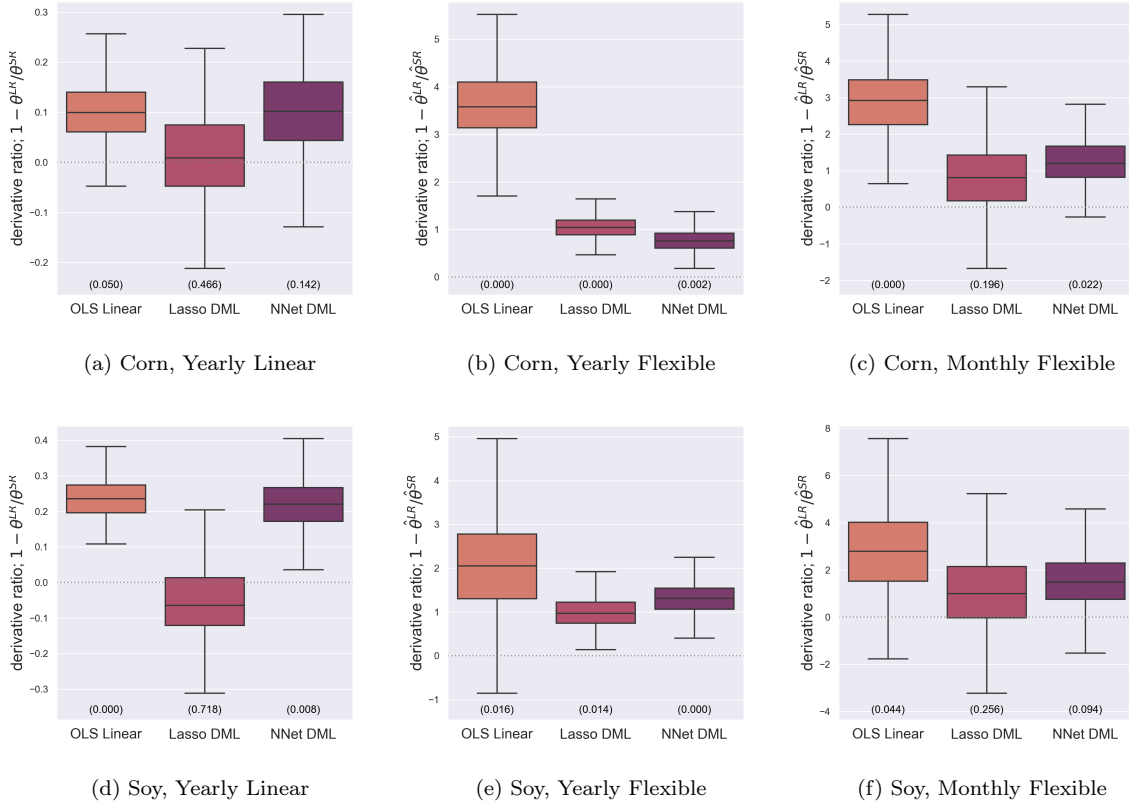 derivative ratio; 1 − θ^LR/θ^SR
0.3
0.2
0.1
0.0
−0.1
−0.2
(0.050) (0.466) (0.142)
OLS Linear Lasso DML NNet DML
(a) Corn, Yearly Linear
derivative ratio; 1 − θ̂^LR/θ̂^SR
5
4
3
2
1
0
(0.000) (0.000) (0.002)
OLS Linear Lasso DML NNet DML
(b) Corn, Yearly Flexible
derivative ratio; 1 − θ̂^LR/θ̂^SR
5
4
3
2
1
0
−1
−2
(0.000) (0.196) (0.022)
OLS Linear Lasso DML NNet DML
(c) Corn, Monthly Flexible
derivative ratio; 1 − θ^LR/θ^SR
0.4
0.3
0.2
0.1
0.0
−0.1
−0.2
−0.3
(0.000) (0.718) (0.008)
OLS Linear Lasso DML NNet DML
(d) Soy, Yearly Linear
derivative ratio; 1 − θ̂^LR/θ̂^SR
5
4
3
2
1
0
−1
(0.016) (0.014) (0.000)
OLS Linear Lasso DML NNet DML
(e) Soy, Yearly Flexible
derivative ratio; 1 − θ̂^LR/θ̂^SR
8
6
4
2
0
−2
−4
(0.044) (0.256) (0.094)
OLS Linear Lasso DML NNet DML
(f) Soy, Monthly Flexible